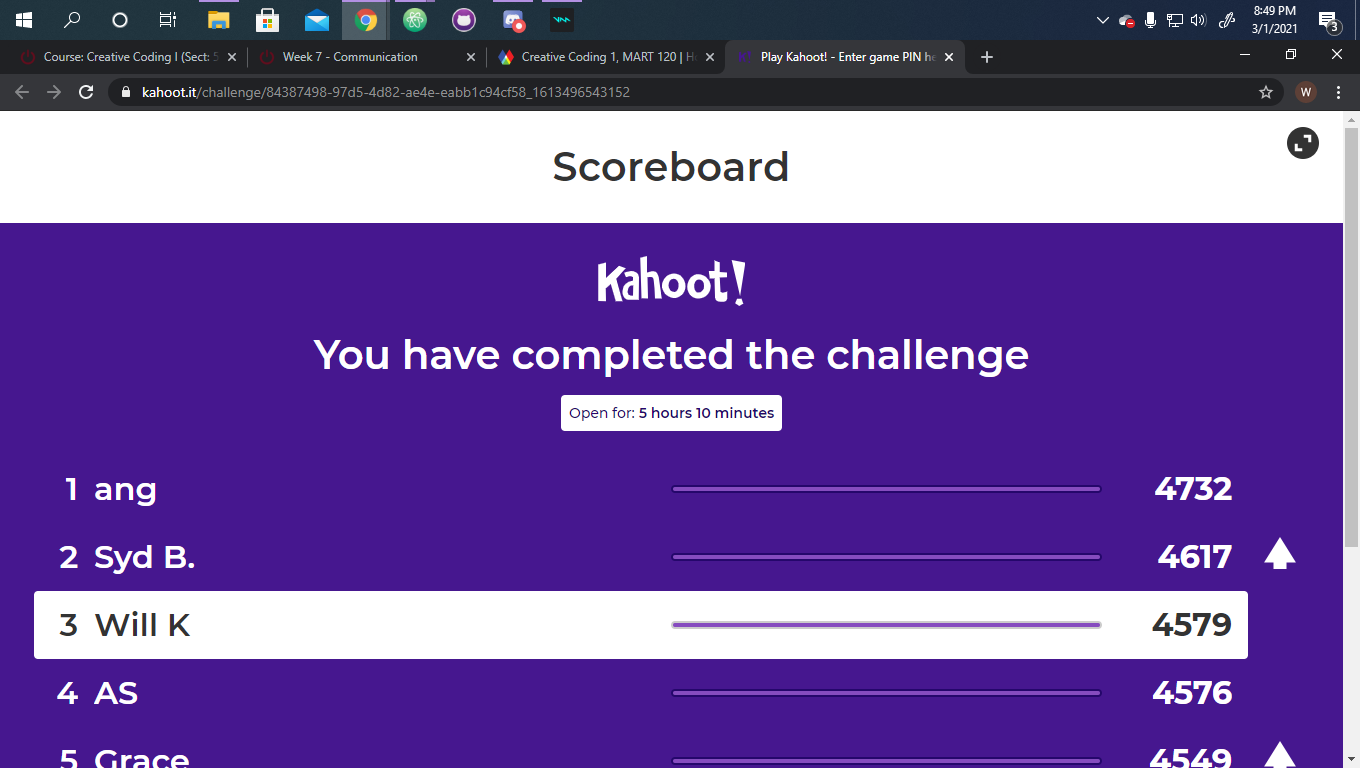 8:49 PM
3/1/2021
3
Course: Creative Coding I (Sect: 5
Week 7 - Communication
Creative Coding 1, MART 120 | Ho
Play Kahoot! - Enter game PIN he
kahoot.it/challenge/84387498-97d5-4d82-ae4e-eabb1c94cf58_1613496543152
W
Scoreboard
Kahoot!
You have completed the challenge
Open for: 5 hours 10 minutes
1 ang 4732
2 Syd B. 4617
3 Will K 4579
4 AS 4576
5 Grace 4549